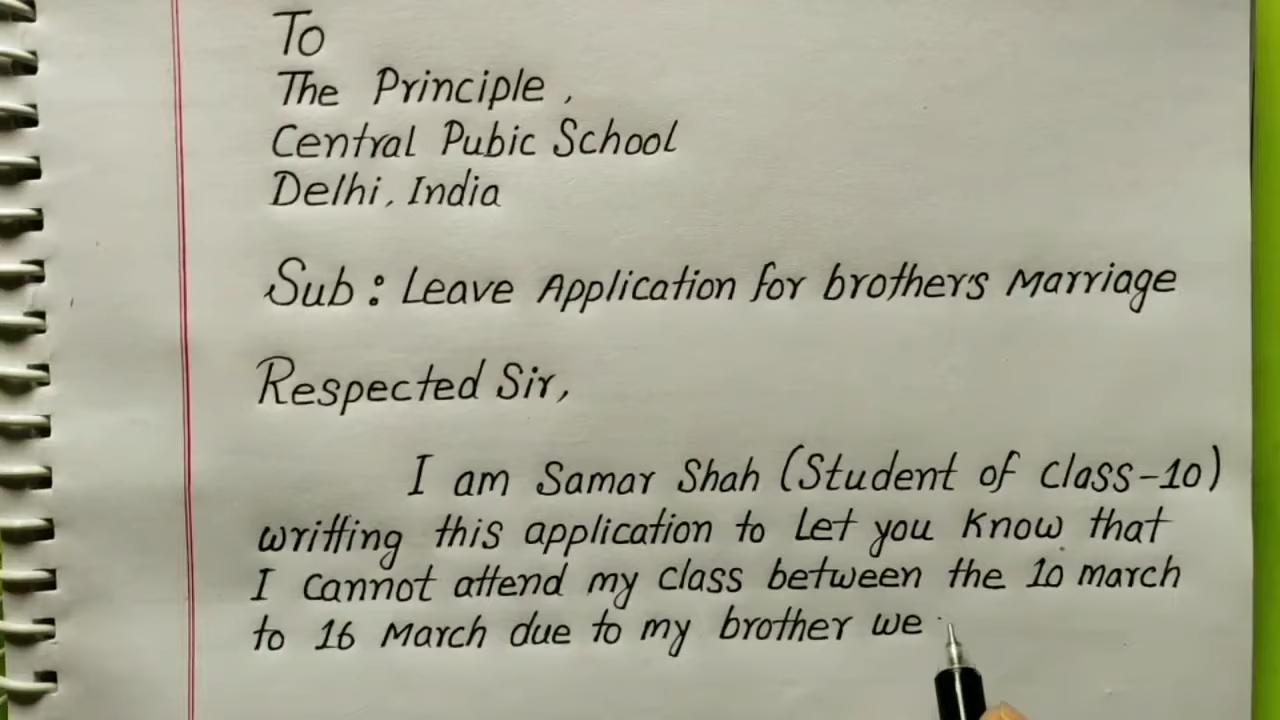 To
The Principle,
Central Pubic School
Delhi, India
Sub: Leave Application for brother's Marriage
Respected Sir,
I am Samar Shah (Student of Class-10)
writting this application to Let you Know that
I cannot attend my class between the 10 march
to 16 March due to my brother we